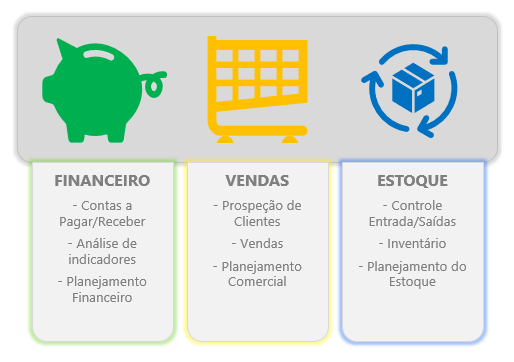 FINANCEIRO
- Contas a
Pagar/Receber
- Análise de
indicadores
- Planejamento
Financeiro
VENDAS
- Prospeção de
Clientes
- Vendas
- Planejamento
Comercial
ESTOQUE
- Controle
Entrada/Saídas
- Inventário
- Planejamento do
Estoque